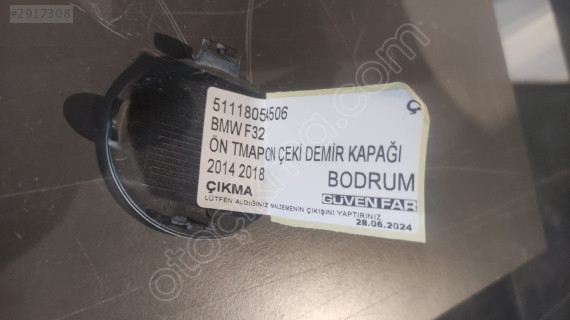 #2917308
51118054506
BMW F32
ÖN TMAPON ÇEKİ DEMİR KAPAĞI
2014 2018
BODRUM
ÇIKMA
GÜVEN FAR
LÜTFEN ALDIĞINIZ MALZEMENİN ÇIKIŞINI YAPTIRINIZ
28.06.2024
Ç